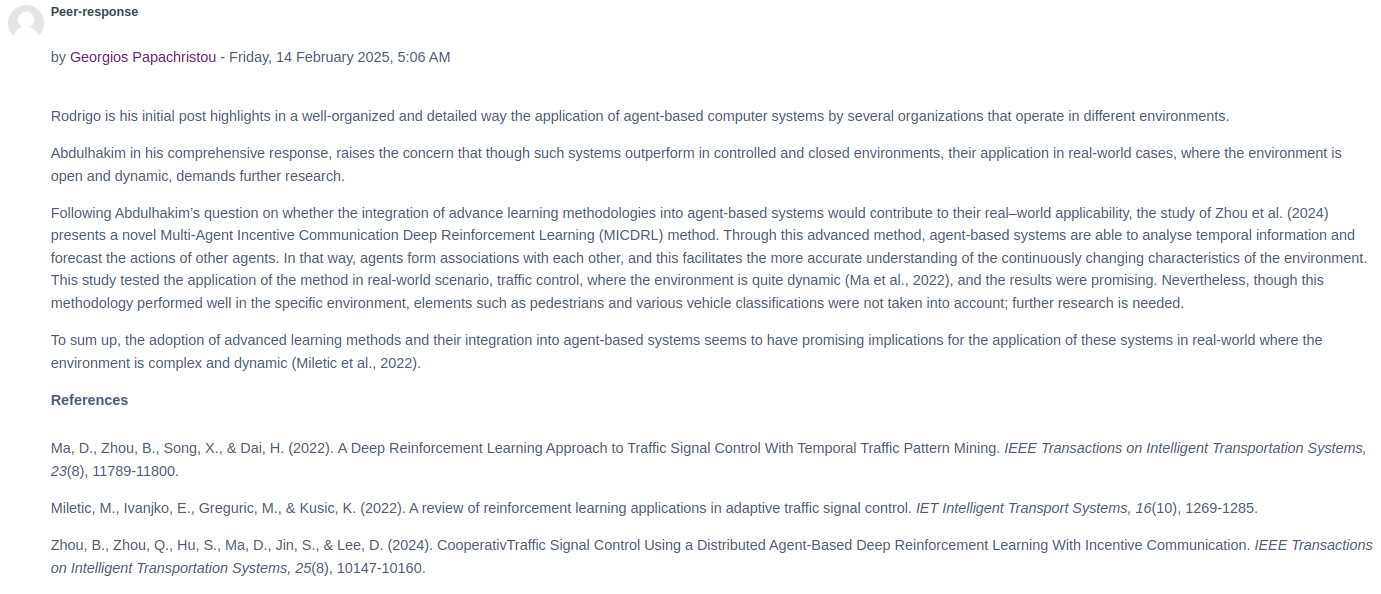 Peer-response
by Georgios Papachristou - Friday, 14 February 2025, 5:06 AM
Rodrigo is his initial post highlights in a well-organized and detailed way the application of agent-based computer systems by several organizations that operate in different environments.
Abdulhakim in his comprehensive response, raises the concern that though such systems outperform in controlled and closed environments, their application in real-world cases, where the environment is
open and dynamic, demands further research.
Following Abdulhakim's question on whether the integration of advance learning methodologies into agent-based systems would contribute to their real–world applicability, the study of Zhou et al. (2024)
presents a novel Multi-Agent Incentive Communication Deep Reinforcement Learning (MICDRL) method. Through this advanced method, agent-based systems are able to analyse temporal information and
forecast the actions of other agents. In that way, agents form associations with each other, and this facilitates the more accurate understanding of the continuously changing characteristics of the environment.
This study tested the application of the method in real-world scenario, traffic control, where the environment is quite dynamic (Ma et al., 2022), and the results were promising. Nevertheless, though this
methodology performed well in the specific environment, elements such as pedestrians and various vehicle classifications were not taken into account; further research is needed.
To sum up, the adoption of advanced learning methods and their integration into agent-based systems seems to have promising implications for the application of these systems in real-world where the
environment is complex and dynamic (Miletic et al., 2022).
References
Ma, D., Zhou, B., Song, X., & Dai, H. (2022). A Deep Reinforcement Learning Approach to Traffic Signal Control With Temporal Traffic Pattern Mining. IEEE Transactions on Intelligent Transportation Systems,
23(8), 11789-11800.
Miletic, M., Ivanjko, E., Greguric, M., & Kusic, K. (2022). A review of reinforcement learning applications in adaptive traffic signal control. IET Intelligent Transport Systems, 16(10), 1269-1285.
Zhou, B., Zhou, Q., Hu, S., Ma, D., Jin, S., & Lee, D. (2024). CooperativTraffic Signal Control Using a Distributed Agent-Based Deep Reinforcement Learning With Incentive Communication. IEEE Transactions
on Intelligent Transportation Systems, 25(8), 10147-10160.